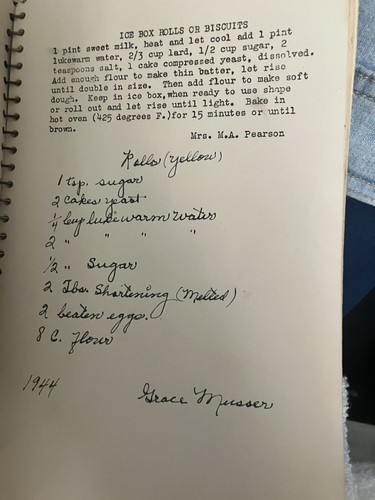 ICE BOX ROLLS OR BISCUITS
1 pint sweet milk, heat and let cool add 1 pint
lukewarm water, 2/3 cup lard, 1/2 cup sugar, 2
teaspoons salt, 1 cake compressed yeast, dissolved.
Add enough flour to make thin batter, let rise
until double in size. Then add flour to make soft
dough. Keep in ice box,when ready to use shape
or roll out and let rise until light. Bake in
hot oven (425 degrees F.)for 15 minutes or until
brown.
Mrs. M.A. Pearson
Rolls (yellow)
1 tsp. sugar
2 cakes yeast
1/4 cup lukewarm water
2 " " " "
1/2 " Sugar
2 Tbs. Shortening (Melted)
2 beaten eggs.
8 C. flour
1944
Grace Musser